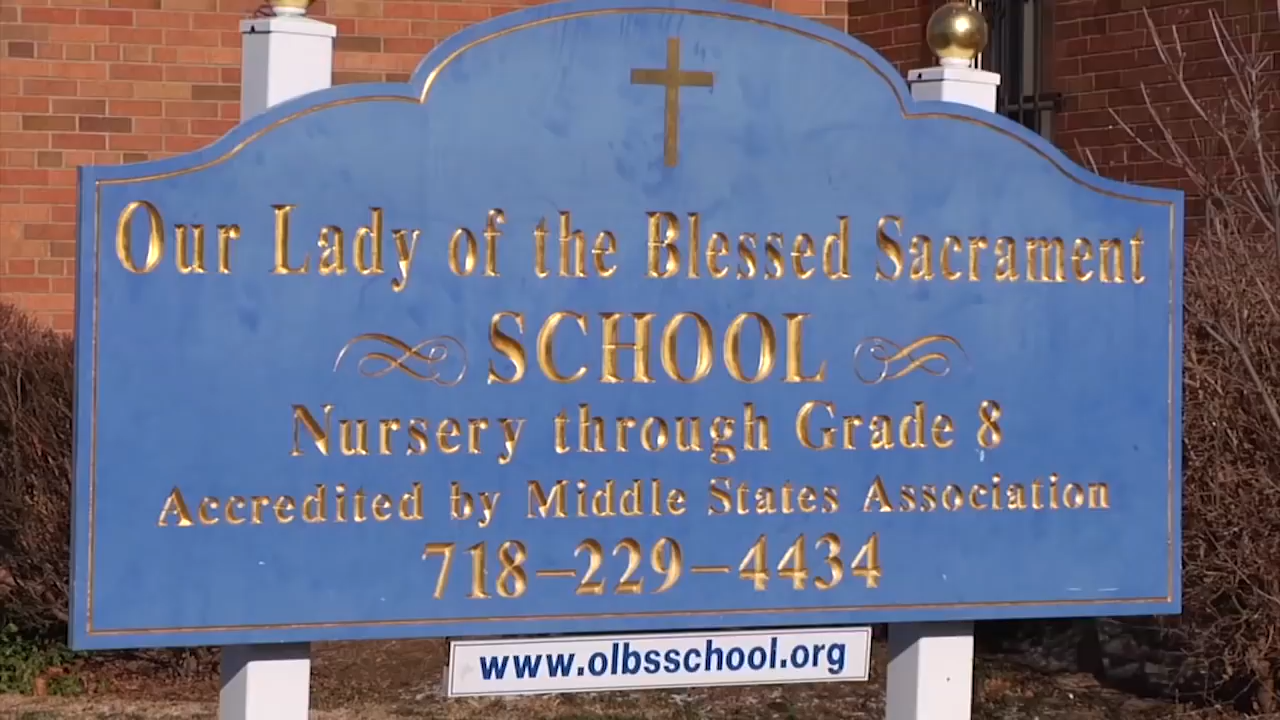 Our Lady of the Blessed Sacrament
SCHOOL
Nursery through Grade 8
Accredited by Middle States Association
718-229-4434
www.olbsschool.org